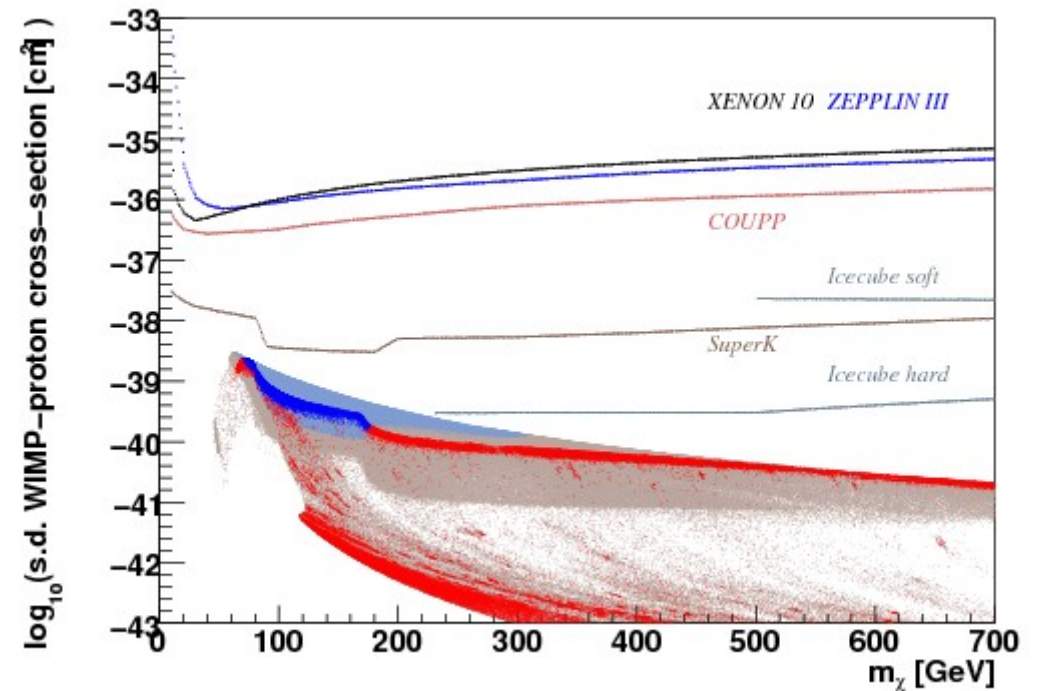 log10(s.d. WIMP–proton cross–section [cm2])
−33
−34
−35
−36
−37
−38
−39
−40
−41
−42
−43
XENON 10 ZEPPLIN III
COUPP
Icecube soft
SuperK
Icecube hard
0 100 200 300 400 500 600 700
mχ [GeV]